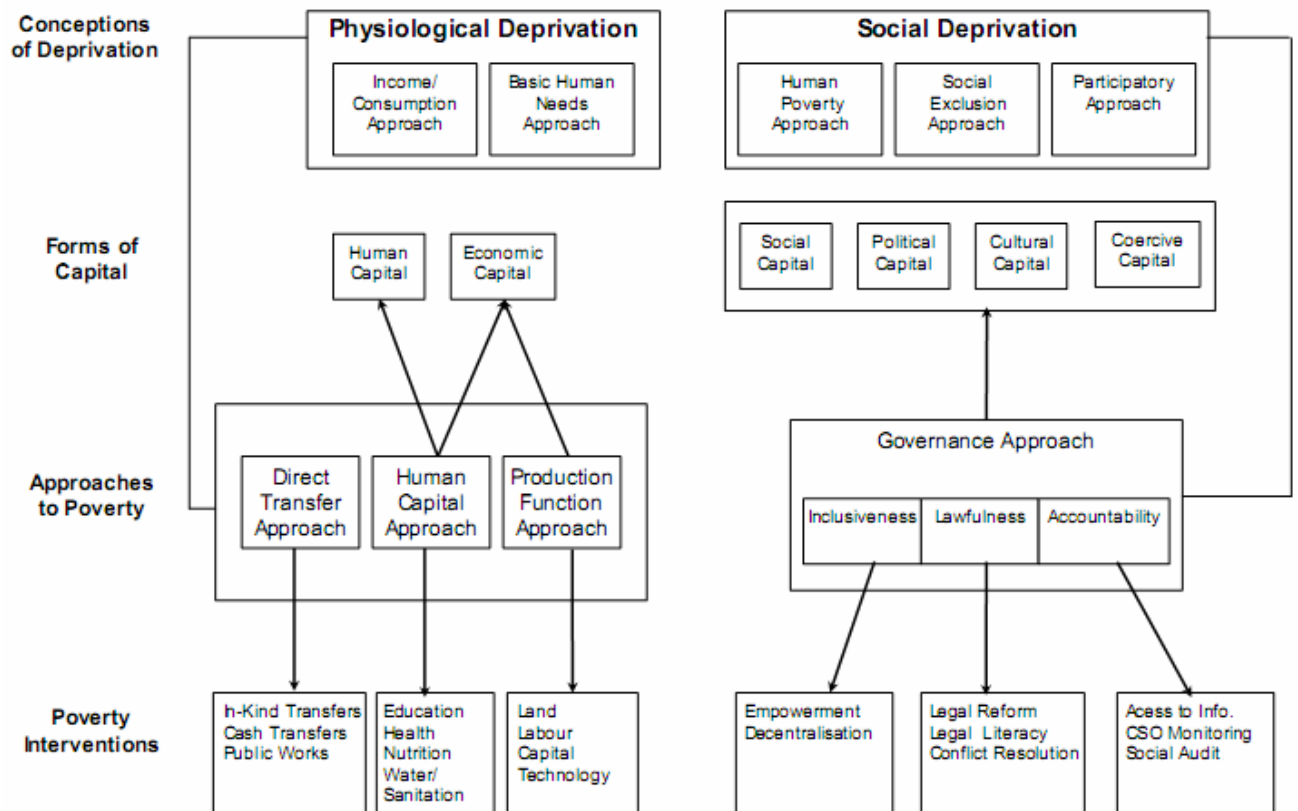 Conceptions
of Deprivation
Physiological Deprivation
Income/
Consumption
Approach
Basic Human
Needs
Approach
Social Deprivation
Human
Poverty
Approach
Social
Exclusion
Approach
Participatory
Approach
Forms of
Capital
Human
Capital
Economic
Capital
Social
Capital
Political
Capital
Cultural
Capital
Coercive
Capital
Approaches
to Poverty
Direct
Transfer
Approach
Human
Capital
Approach
Production
Function
Approach
Governance Approach
Inclusiveness
Lawfulness
Accountability
Poverty
Interventions
In-Kind Transfers
Cash Transfers
Public Works
Education
Health
Nutrition
Water/
Sanitation
Land
Labour
Capital
Technology
Empowerment
Decentralisation
Legal Reform
Legal Literacy
Conflict Resolution
Acess to Info.
CSO Monitoring
Social Audit